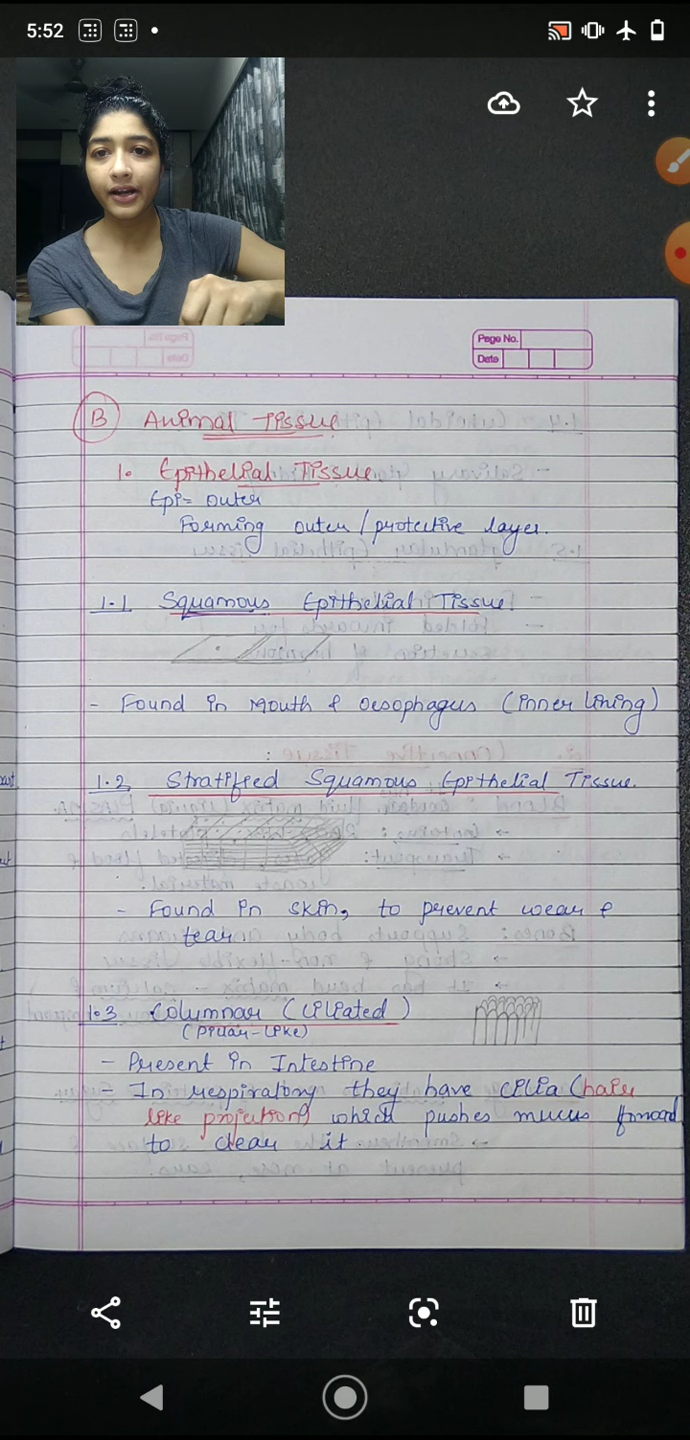 5:52
Page No.
Date
B Animal Tissue
1. Epithelial Tissue
Epi= outer
Forming outer / protective layer.
1.1 Squamous Epithelial Tissue
- Found in Mouth & Oesophagus (inner lining)
1.2 Stratified Squamous Epithelial Tissue.
- Found in skin, to prevent wear &
tear
1.3 Columnar (Ciliated)
(Pillar-like)
- Present in Intestine
- In respiratory they have cilia (hair
like projection) which pushes mucus forward
to clear it.